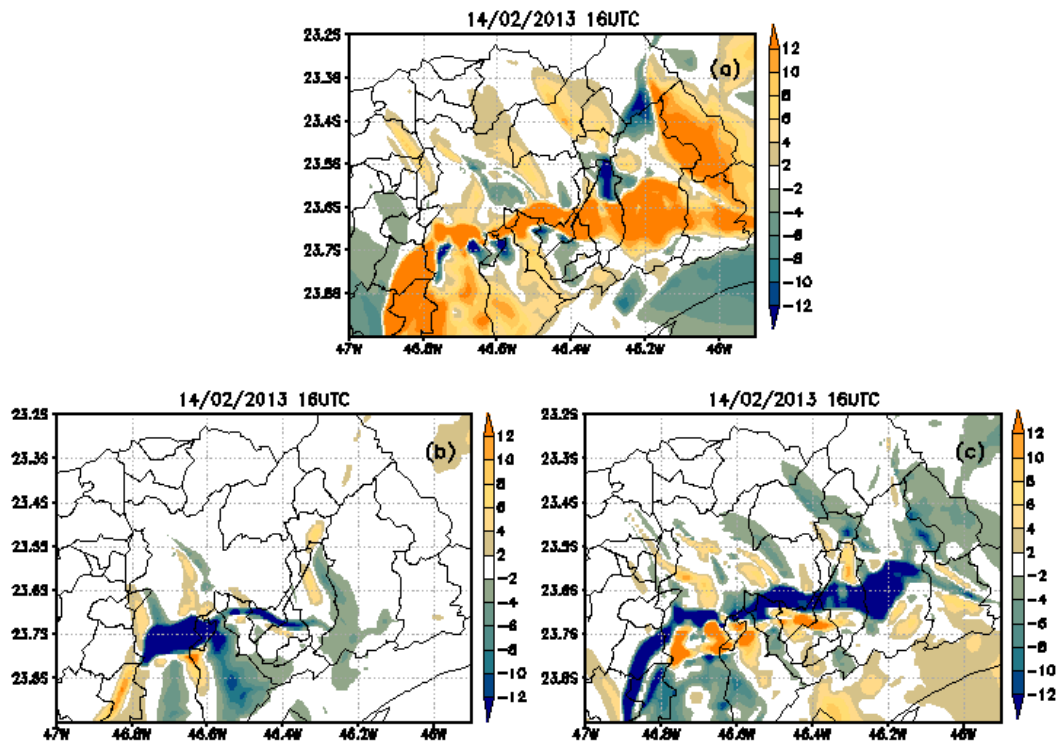 14/02/2013 16UTC
23.2S
23.3S
23.4S
23.5S
23.6S
23.7S
23.8S
47W 46.8W 46.6W 46.4W 46.2W 46W
(a)
12
10
8
6
4
2
-2
-4
-6
-8
-10
-12
14/02/2013 16UTC
23.2S
23.3S
23.4S
23.5S
23.6S
23.7S
23.8S
47W 46.8W 46.6W 46.4W 46.2W 46W
(b)
12
10
8
6
4
2
-2
-4
-6
-8
-10
-12
14/02/2013 16UTC
23.2S
23.3S
23.4S
23.5S
23.6S
23.7S
23.8S
47W 46.8W 46.6W 46.4W 46.2W 46W
(c)
12
10
8
6
4
2
-2
-4
-6
-8
-10
-12